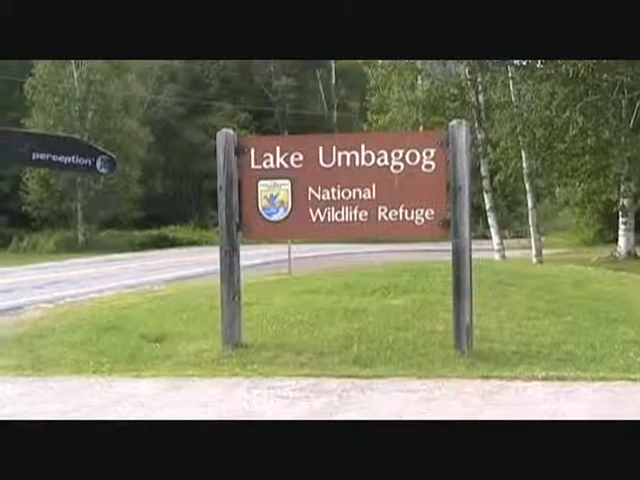 perception
Lake Umbagog
National
Wildlife Refuge